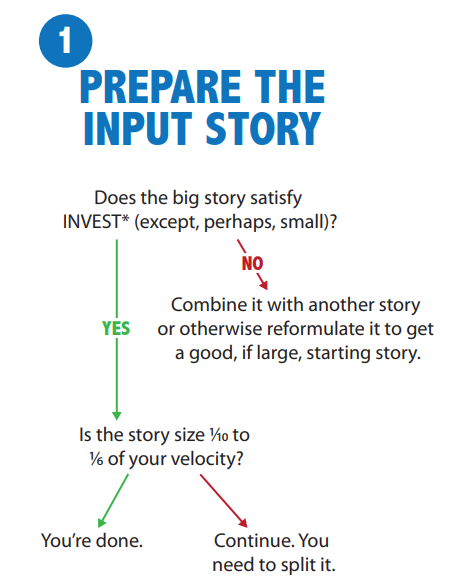 1
PREPARE THE
INPUT STORY
Does the big story satisfy
INVEST* (except, perhaps, small)?
NO
Combine it with another story
YES
or otherwise reformulate it to get
a good, if large, starting story.
Is the story size ⅒ to
⅙ of your velocity?
You’re done.
Continue. You
need to split it.